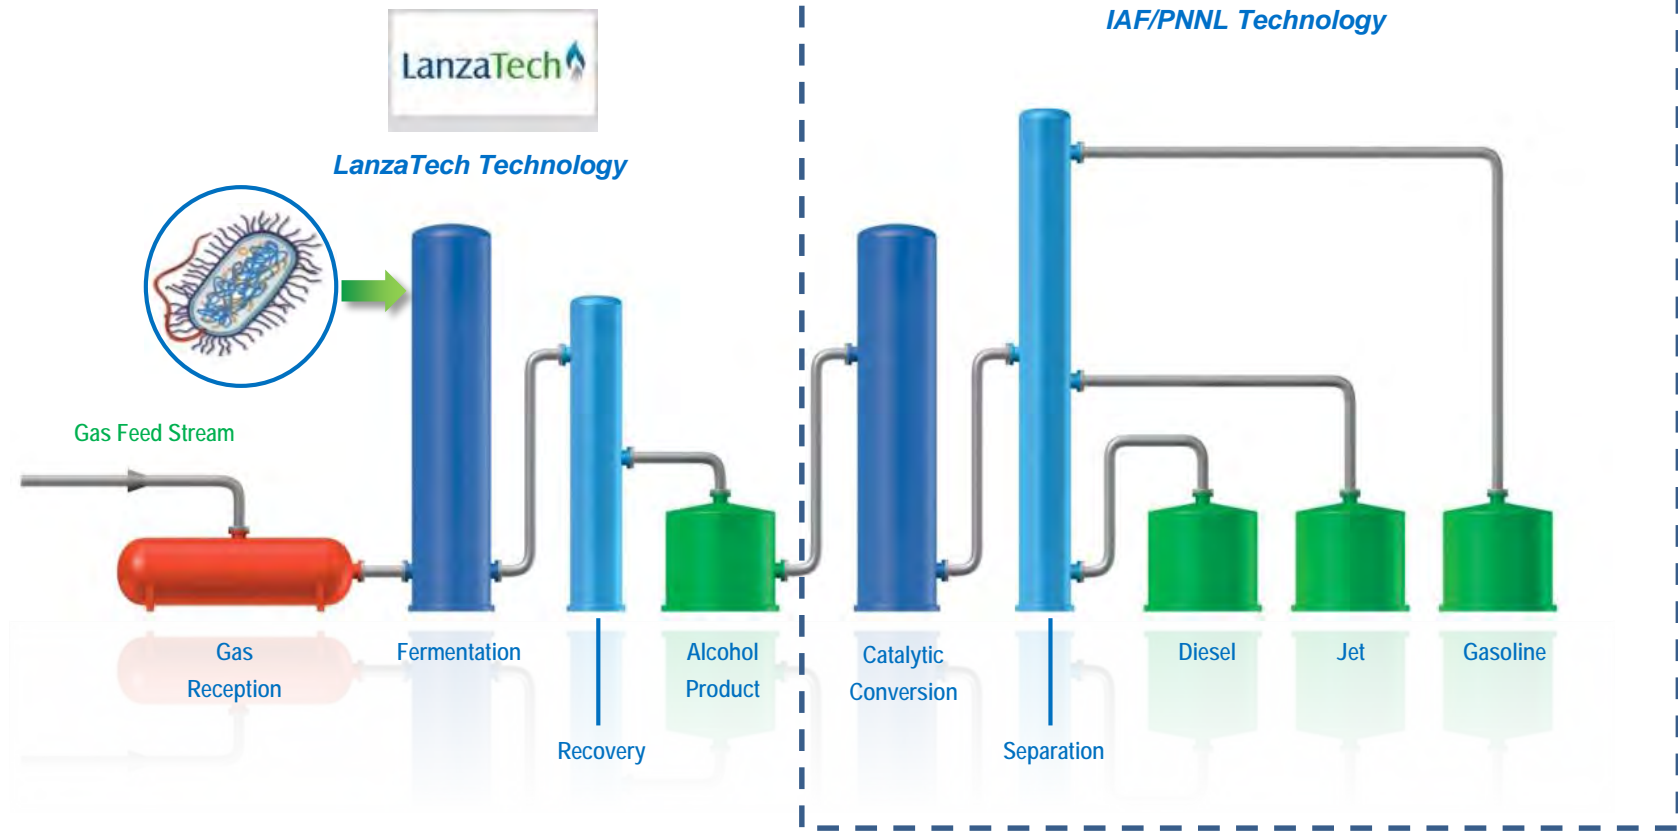 IAF/PNNL Technology
LanzaTech
LanzaTech Technology
Gas Feed Stream
Gas
Reception
Fermentation
Recovery
Alcohol
Product
Catalytic
Conversion
Separation
Diesel
Jet
Gasoline